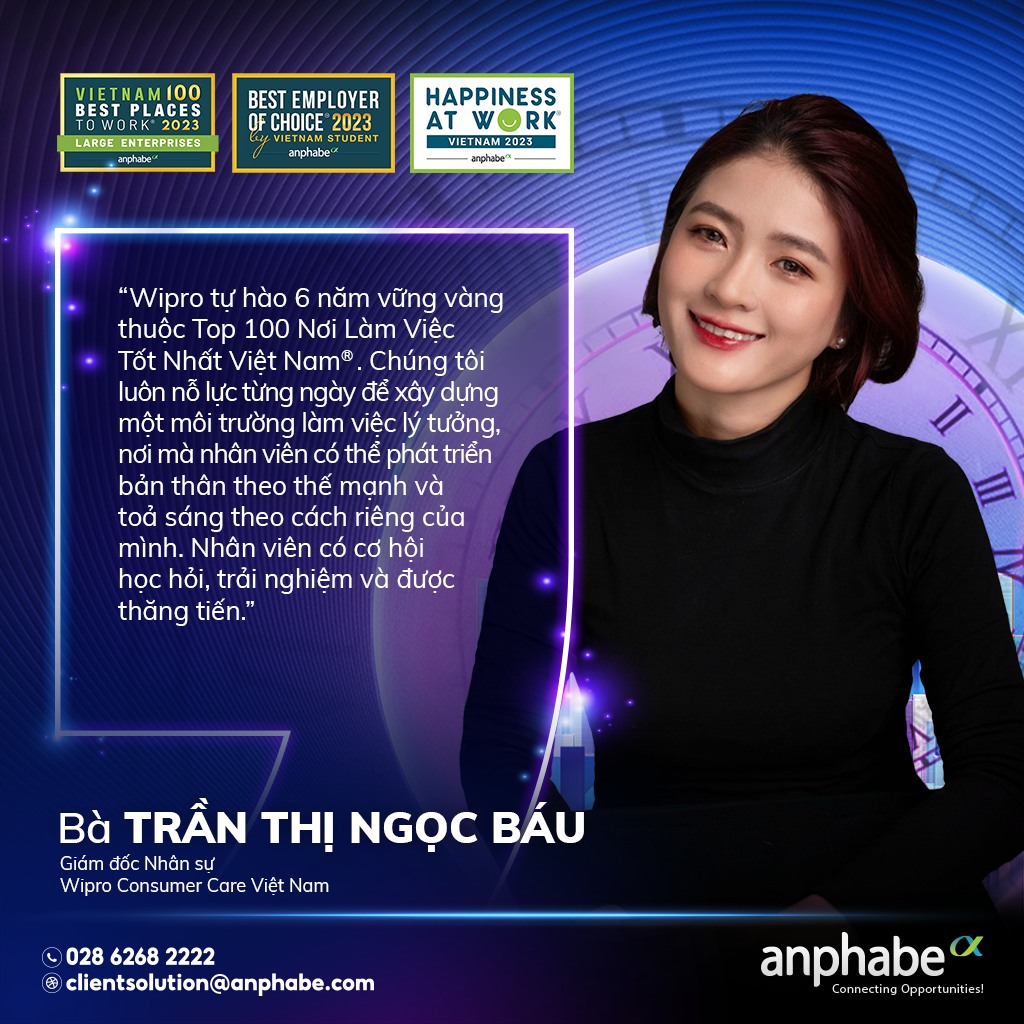 VIETNAM 100
BEST PLACES
TO WORK® 2023
LARGE ENTERPRISES
anphabe
BEST EMPLOYER
OF CHOICE® 2023
by VIETNAM STUDENT
anphabe
HAPPINESS
AT WORK®
VIETNAM 2023
anphabe
“Wipro tự hào 6 năm vững vàng
thuộc Top 100 Nơi Làm Việc
Tốt Nhất Việt Nam® . Chúng tôi
luôn nỗ lực từng ngày để xây dựng
một môi trường làm việc lý tưởng,
nơi mà nhân viên có thể phát triển
bản thân theo thế mạnh và
toả sáng theo cách riêng của
mình. Nhân viên có cơ hội
học hỏi, trải nghiệm và được
thăng tiến.”
II
III
Bà TRẦN THỊ NGỌC BÁU
Giám đốc Nhân sự
Wipro Consumer Care Việt Nam
028 6268 2222
clientsolution@anphabe.com
anphabe
Connecting Opportunities!